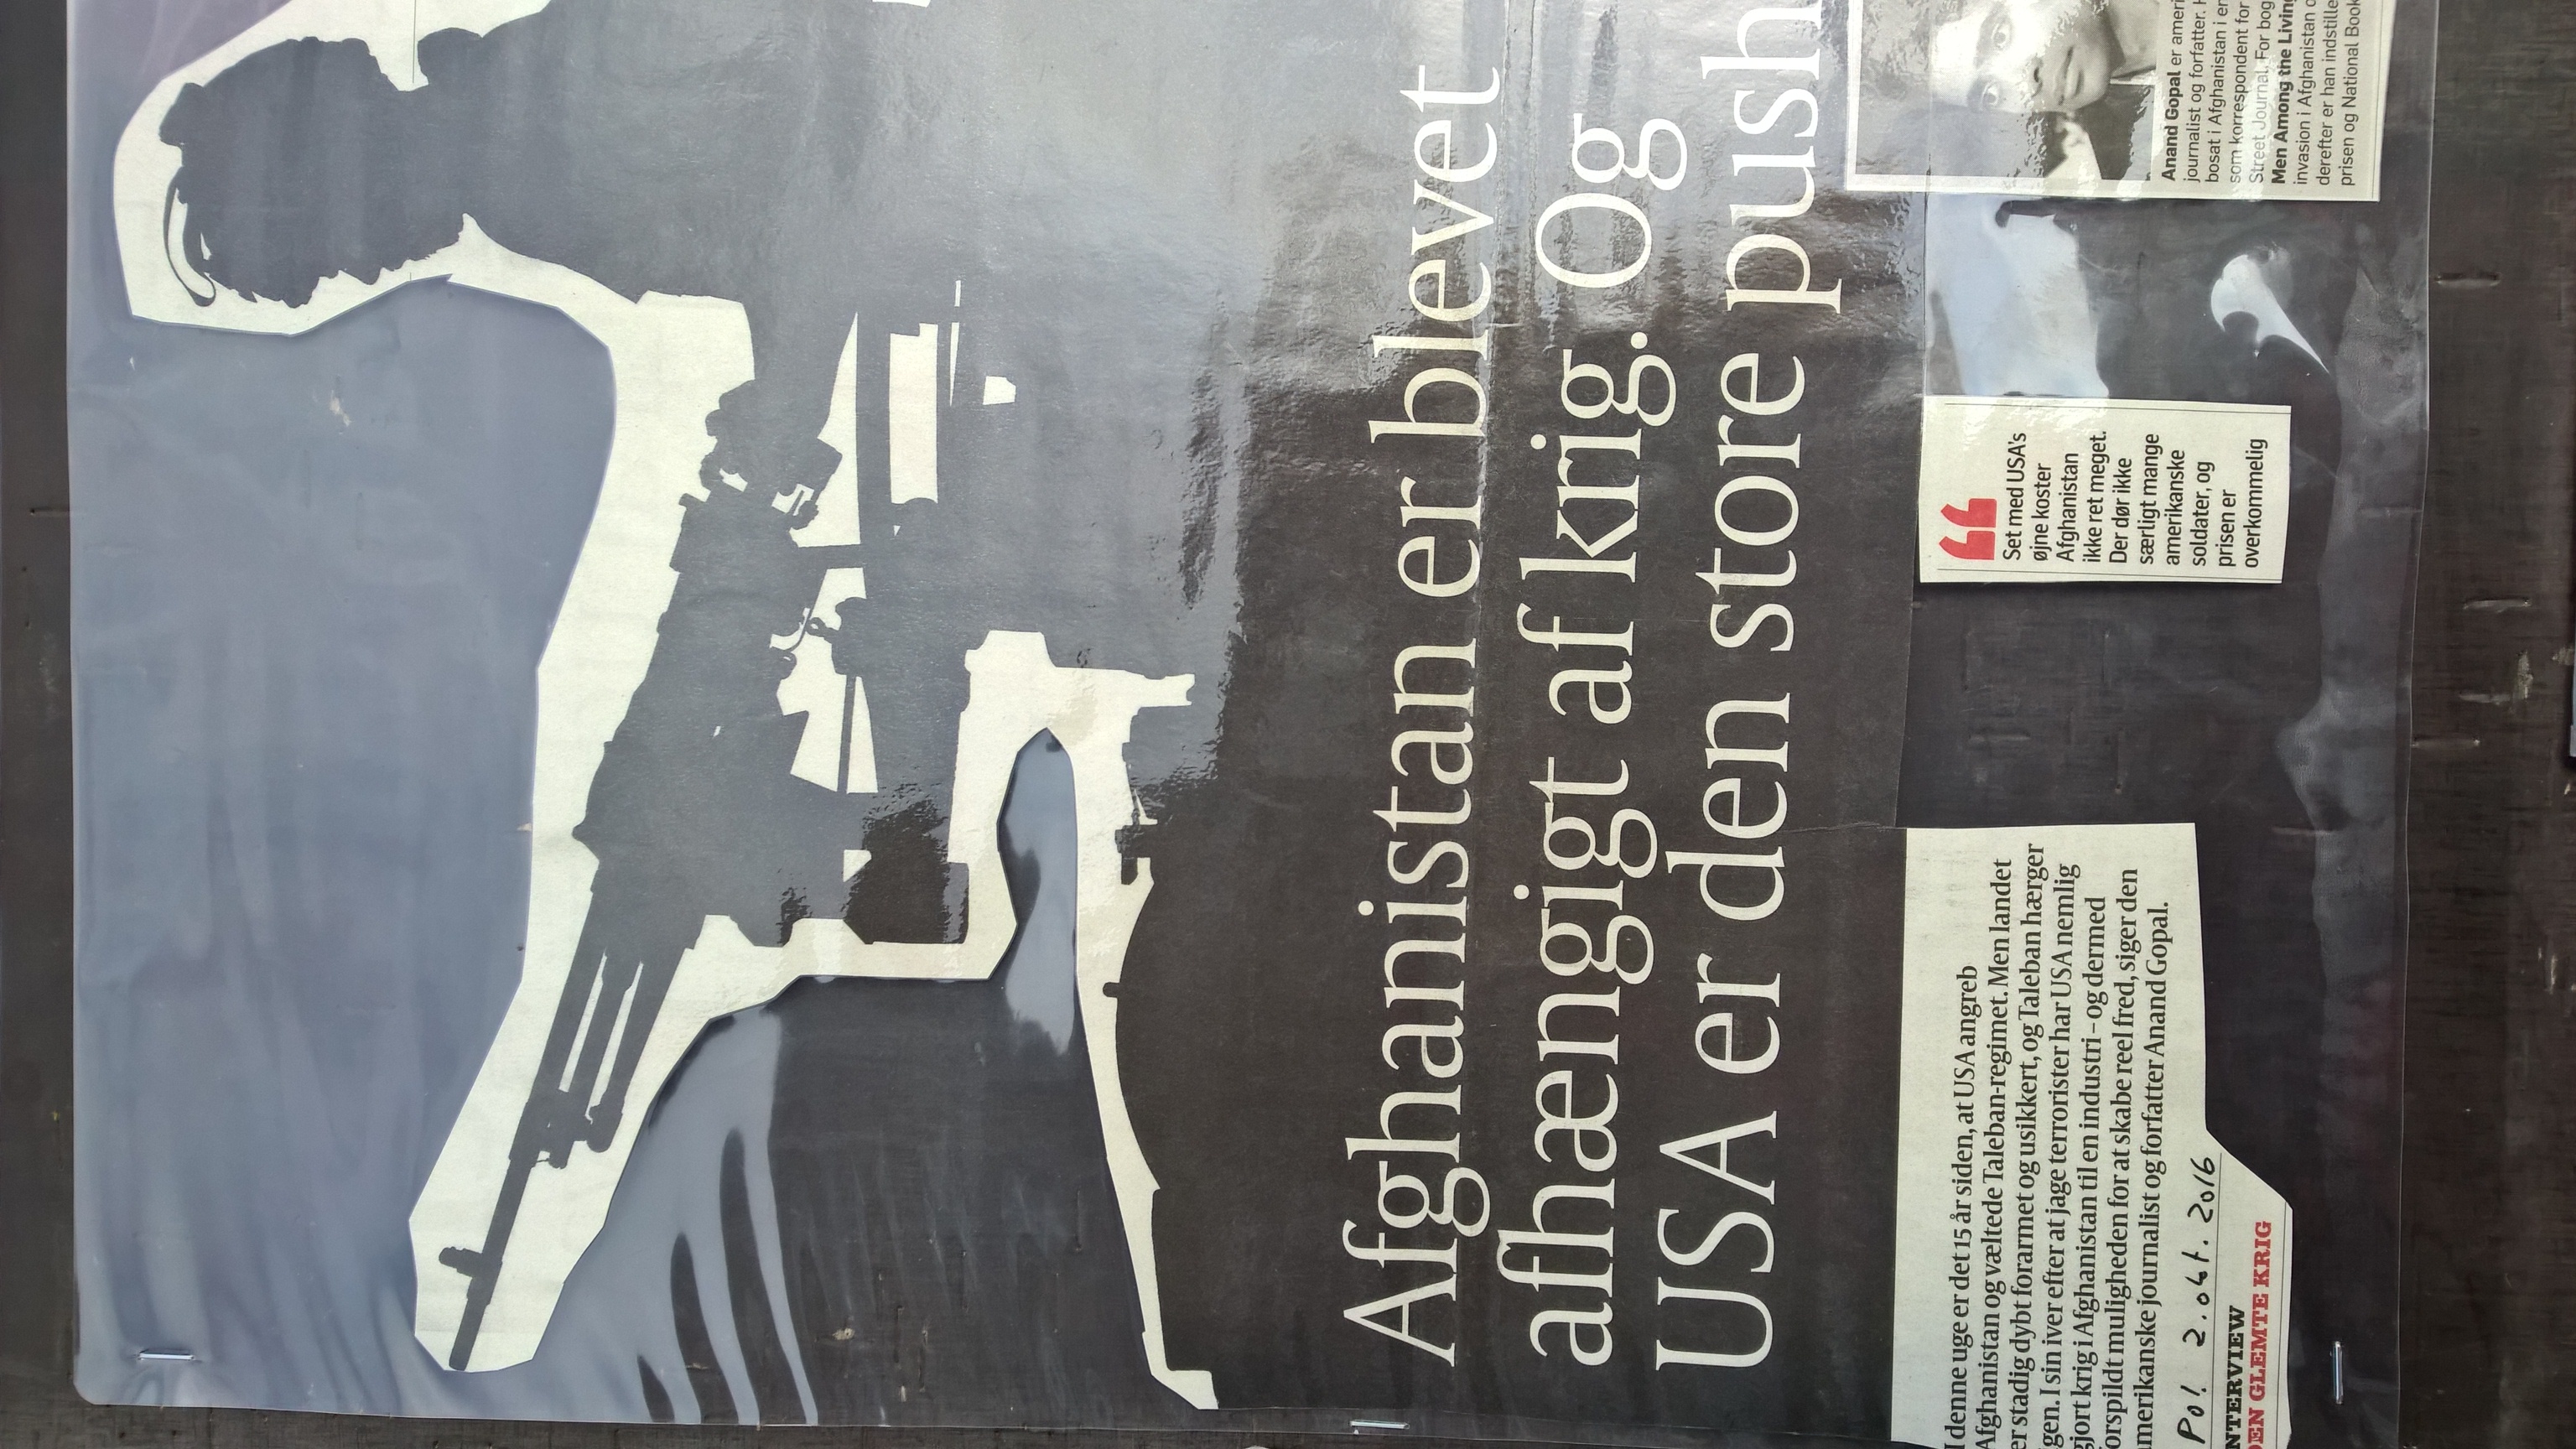 Afghanistan er blevet
afhængigt af krig. Og
USA er den store push
I denne uge er det 15 år siden, at USA angreb
Afghanistan og væltede Taleban-regimet. Men landet
er stadig dybt forarmet og usikkert, og Taleban hærger
gen. I sin iver efter at jage terrorister har USA nemlig
gjort krig i Afghanistan til en industri – og dermed
orspildt muligheden for at skabe reel fred, siger den
merikanske journalist og forfatter Anand Gopal.
Pol 2. okt. 2016
NTERVIEW
DEN GLEMTE KRIG
Set med USA's
øjne koster
Afghanistan
ikke ret meget.
Der dør ikke
særligt mange
amerikanske
soldater, og
prisen er
overkommelig
Anand Gopal er ameri
journalist og forfatter.
bosat i Afghanistan i
som korrespondent for
Street Journal. For bog
Men Among the Living
invasion i Afghanistan
derefter er han indstille
prisen og National Book